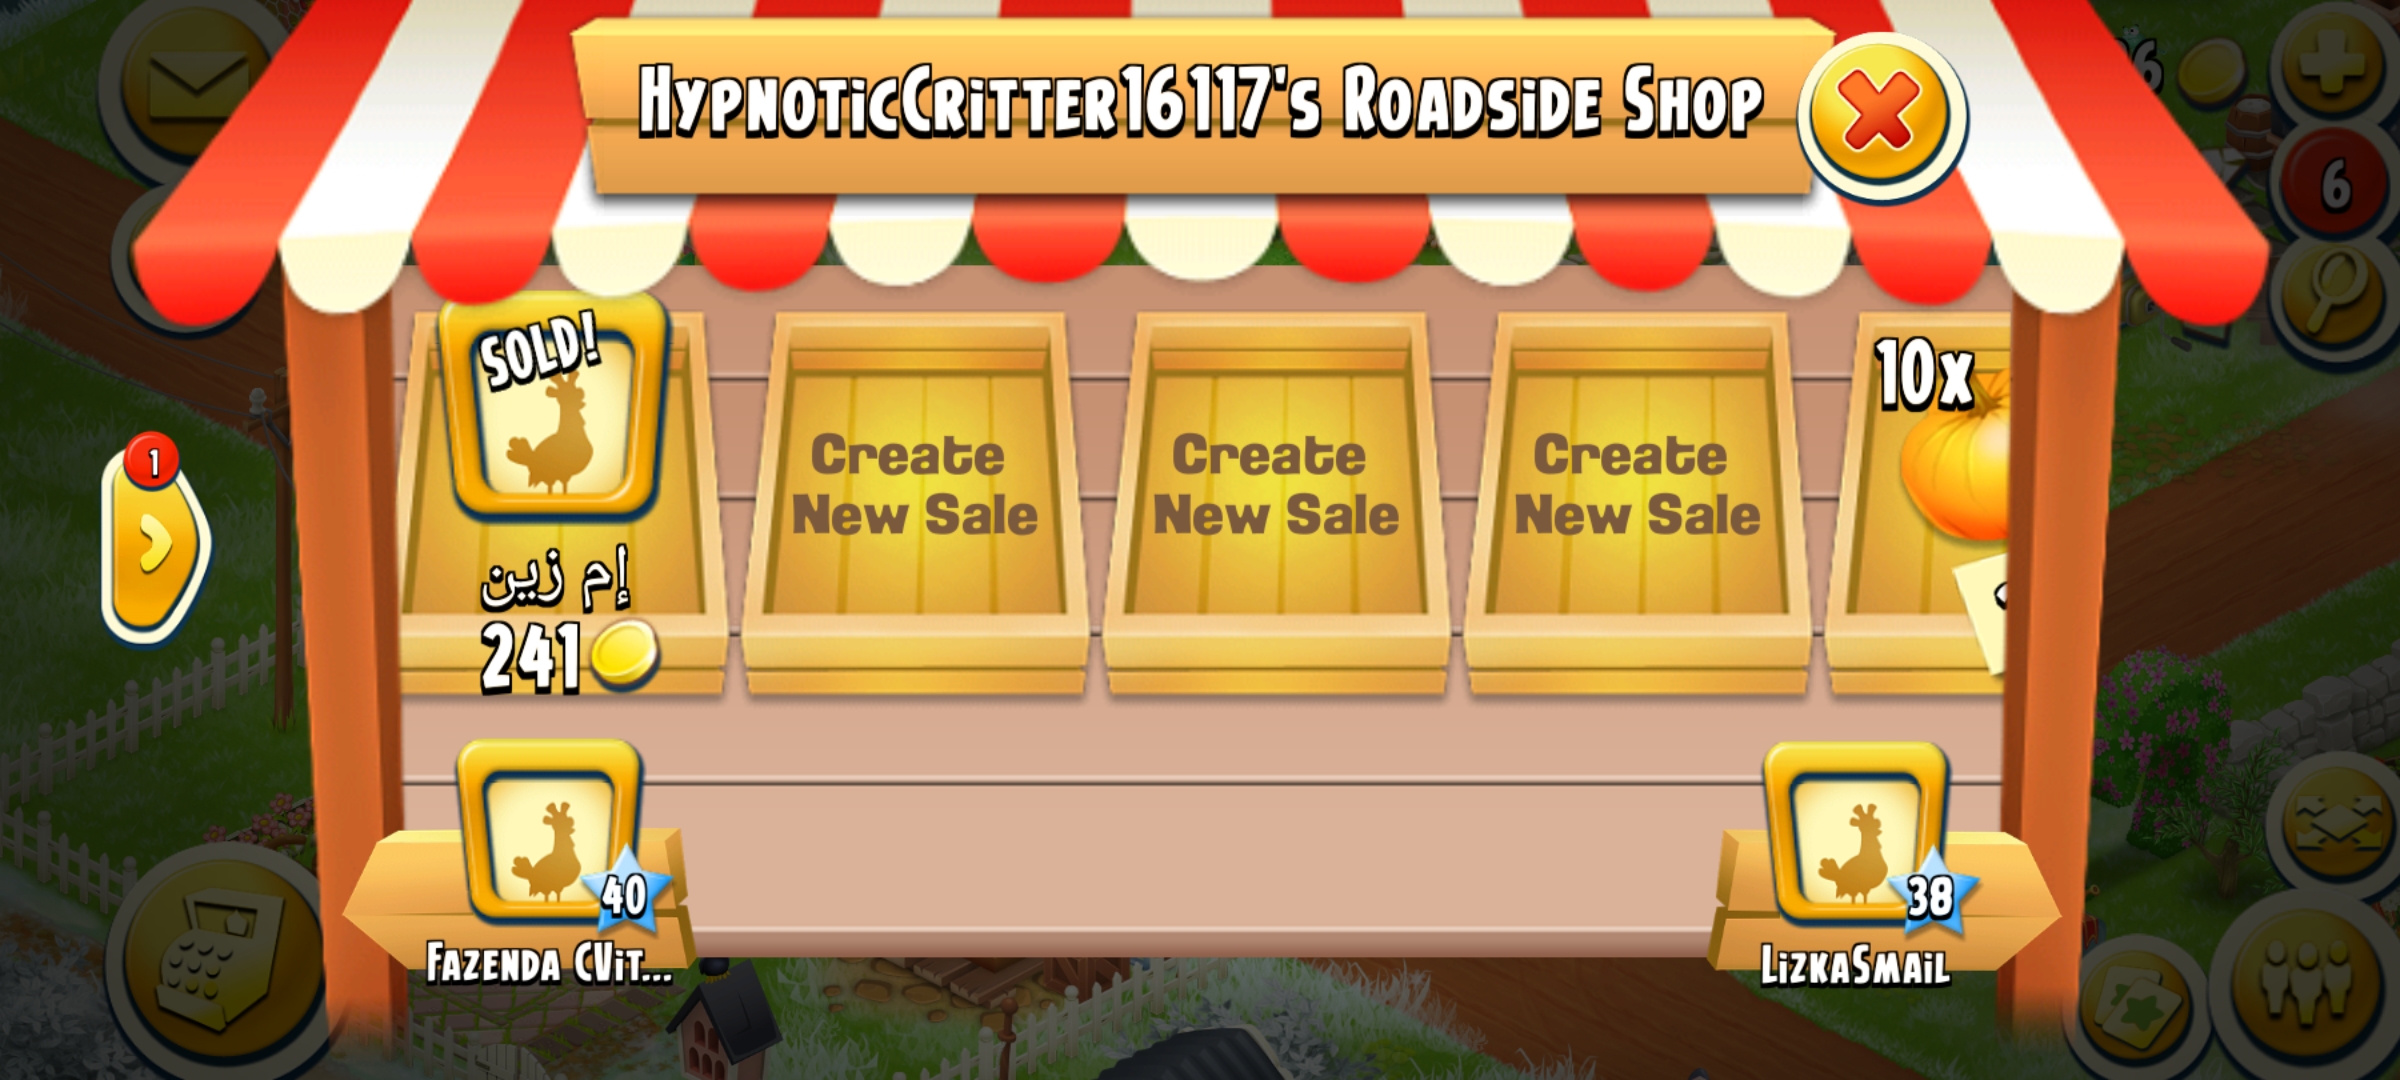 HypnoticCritter16117's Roadside Shop
6
1
SOLD!
إم زين
241
Create
New Sale
Create
New Sale
Create
New Sale
10x
40
Fazenda CVit...
38
LizkaSmail